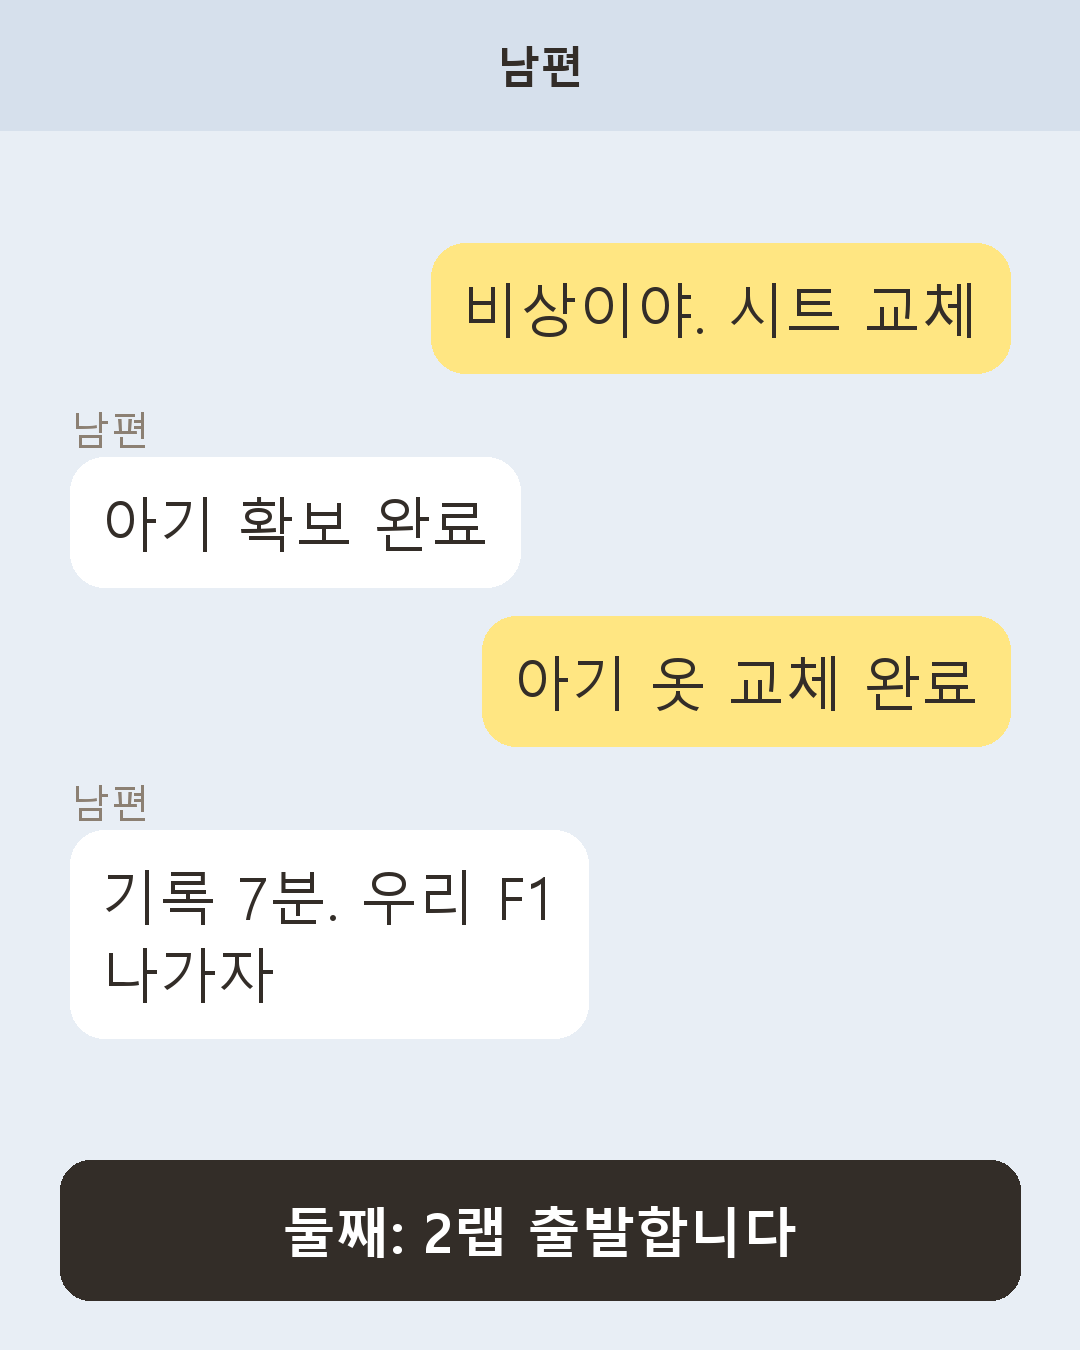 남편
비상이야. 시트 교체
남편
아기 확보 완료
아기 옷 교체 완료
남편
기록 7분. 우리 F1
나가자
둘째: 2랩 출발합니다